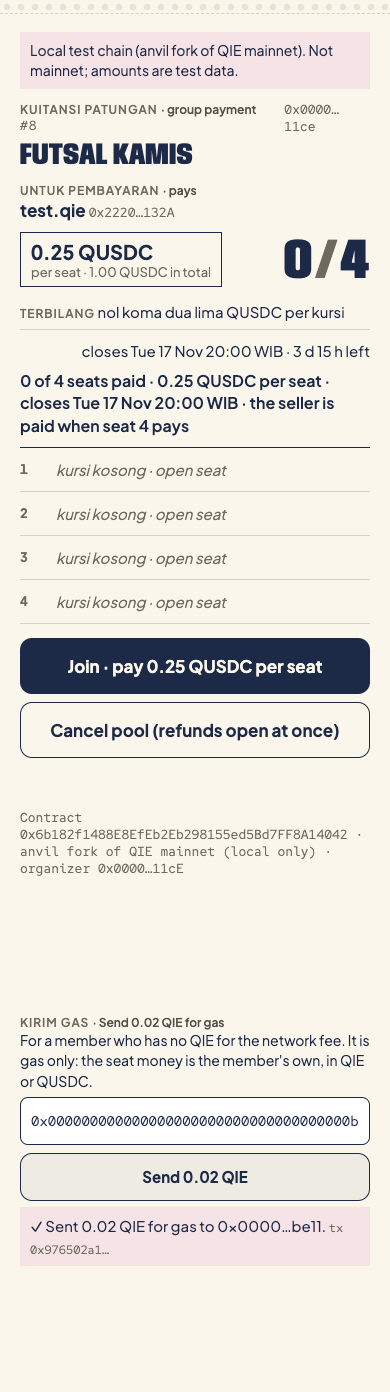 Local test chain (anvil fork of QIE mainnet). Not
mainnet; amounts are test data.
KUITANSI PATUNGAN · group payment
#8
0x0000…
11ce
FUTSAL KAMIS
UNTUK PEMBAYARAN · pays
test.qie 0x2220…132A
0.25 QUSDC
per seat · 1.00 QUSDC in total
0/4
TERBILANG nol koma dua lima QUSDC per kursi
closes Tue 17 Nov 20:00 WIB · 3 d 15 h left
0 of 4 seats paid · 0.25 QUSDC per seat ·
closes Tue 17 Nov 20:00 WIB · the seller is
paid when seat 4 pays
1 kursi kosong · open seat
2 kursi kosong · open seat
3 kursi kosong · open seat
4 kursi kosong · open seat
Join · pay 0.25 QUSDC per seat
Cancel pool (refunds open at once)
Contract
0x6b182f1488E8EfEb2Eb298155ed5Bd7FF8A14042 ·
anvil fork of QIE mainnet (local only) ·
organizer 0x0000…11cE
KIRIM GAS · Send 0.02 QIE for gas
For a member who has no QIE for the network fee. It is
gas only: the seat money is the member's own, in QIE
or QUSDC.
0x000000000000000000000000000000000000000b
Send 0.02 QIE
✓ Sent 0.02 QIE for gas to 0×0000…be11. tx
0x976502a1…